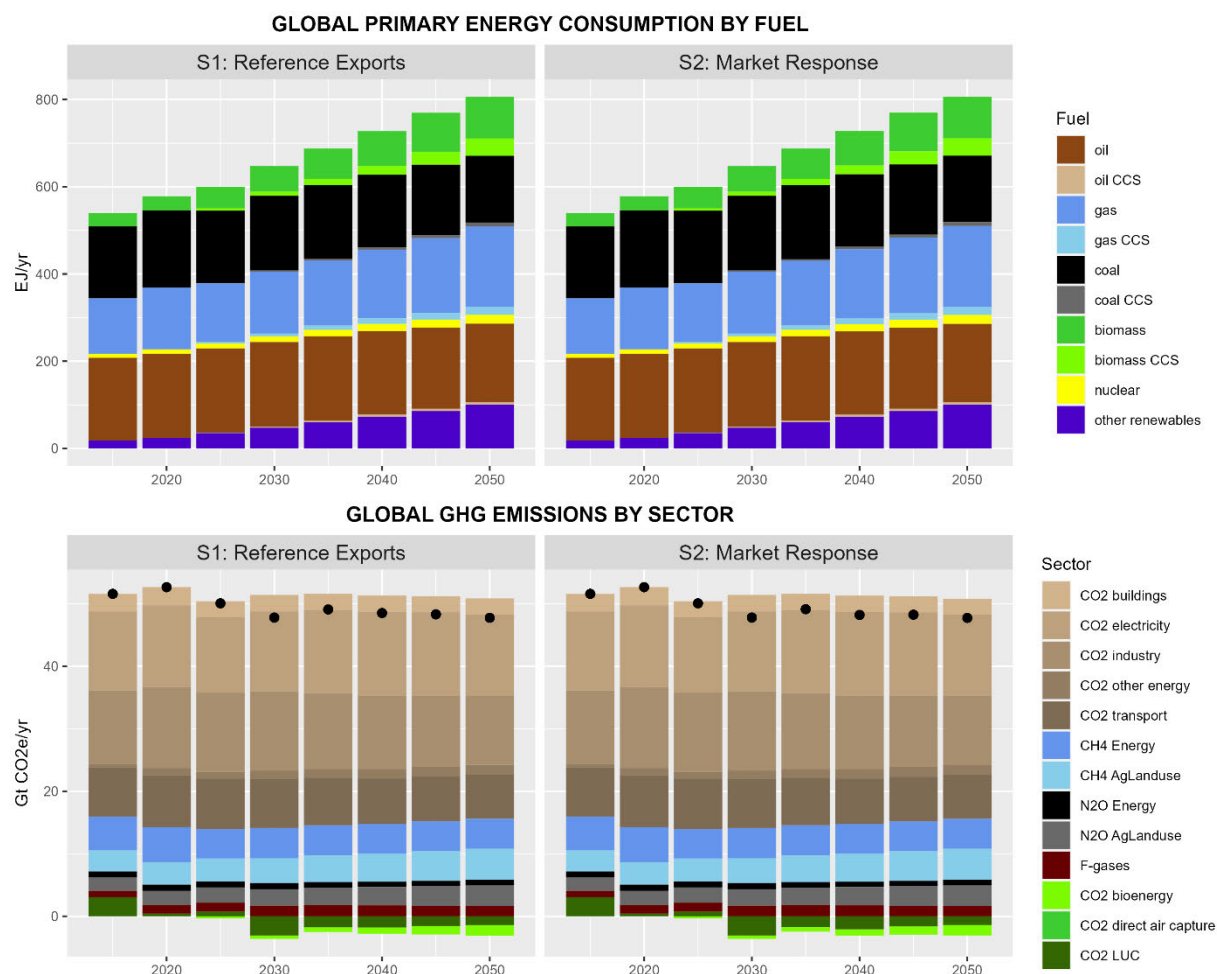 GLOBAL PRIMARY ENERGY CONSUMPTION BY FUEL
S1: Reference Exports
S2: Market Response
EJ/yr
800
600
400
200
0
2020
2030
2040
2050
2020
2030
2040
2050
Fuel
oil
oil CCS
gas
gas CCS
coal
coal CCS
biomass
biomass CCS
nuclear
other renewables
GLOBAL GHG EMISSIONS BY SECTOR
S1: Reference Exports
S2: Market Response
Gt CO2e/yr
40
20
0
2020
2030
2040
2050
2020
2030
2040
2050
Sector
CO2 buildings
CO2 electricity
CO2 industry
CO2 other energy
CO2 transport
CH4 Energy
CH4 AgLanduse
N2O Energy
N2O AgLanduse
F-gases
CO2 bioenergy
CO2 direct air capture
CO2 LUC